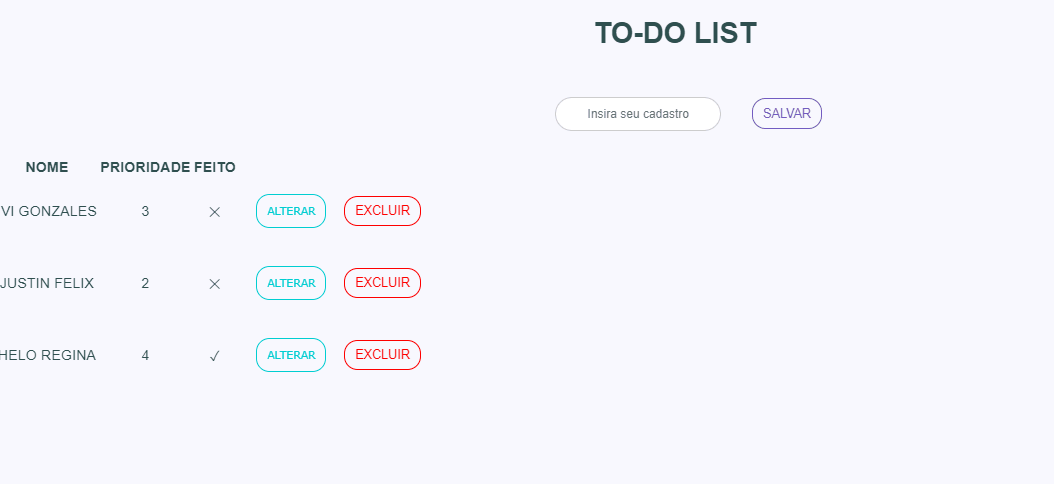 TO-DO LIST
Insira seu cadastro SALVAR
NOME PRIORIDADE FEITO
VI GONZALES 3 ✕ ALTERAR EXCLUIR
JUSTIN FELIX 2 ✕ ALTERAR EXCLUIR
HELO REGINA 4 ✓ ALTERAR EXCLUIR